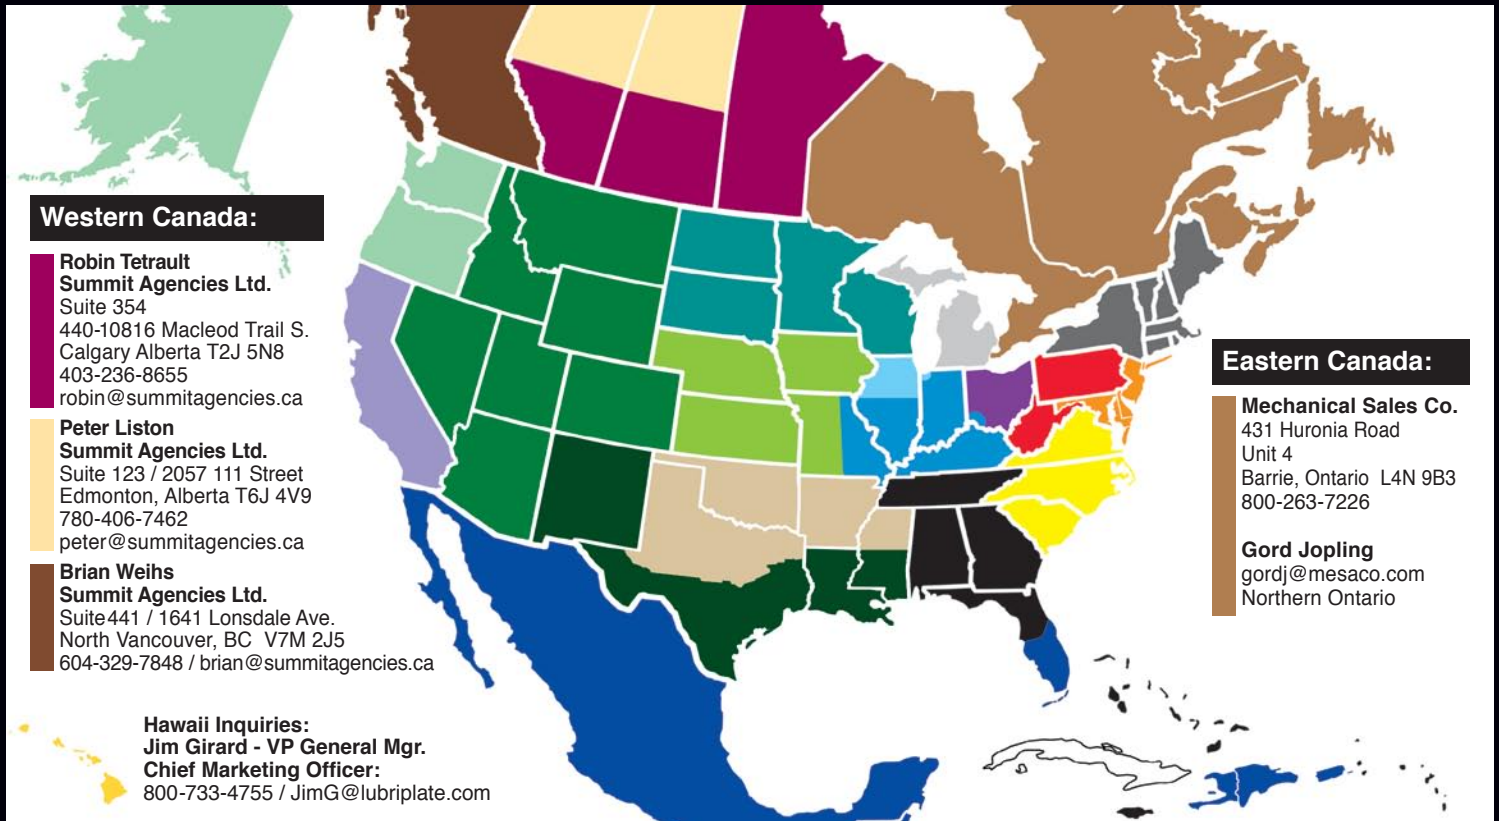 Western Canada:
Robin Tetrault
Summit Agencies Ltd.
Suite 354
440-10816 Macleod Trail S.
Calgary Alberta T2J 5N8
403-236-8655
robin@summitagencies.ca
Peter Liston
Summit Agencies Ltd.
Suite 123 / 2057 111 Street
Edmonton, Alberta T6J 4V9
780-406-7462
peter@summitagencies.ca
Brian Weihs
Summit Agencies Ltd.
Suite 441 / 1641 Lonsdale Ave.
North Vancouver, BC V7M 2J5
604-329-7848 / brian@summitagencies.ca
Hawaii Inquiries:
Jim Girard - VP General Mgr.
Chief Marketing Officer:
800-733-4755 / JimG@lubriplate.com
Eastern Canada:
Mechanical Sales Co.
431 Huronia Road
Unit 4
Barrie, Ontario L4N 9B3
800-263-7226
Gord Jopling
gordj@mesaco.com
Northern Ontario